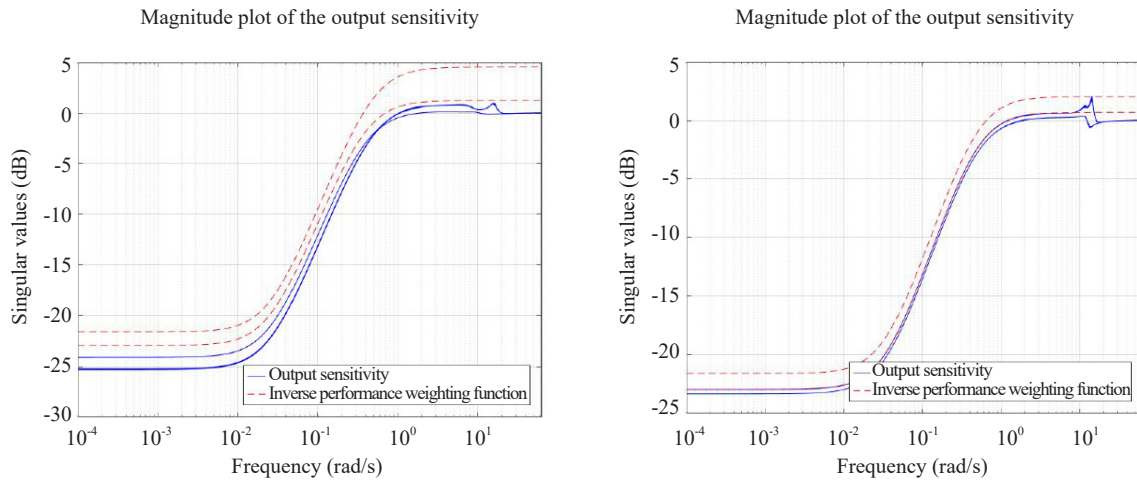 Magnitude plot of the output sensitivity
5
0
-5
-10
-15
-20
-25
-30
Singular values (dB)
Output sensitivity
Inverse performance weighting function
10^-4 10^-3 10^-2 10^-1 10^0 10^1
Frequency (rad/s)
Magnitude plot of the output sensitivity
5
0
-5
-10
-15
-20
-25
Singular values (dB)
Output sensitivity
Inverse performance weighting function
10^-4 10^-3 10^-2 10^-1 10^0 10^1
Frequency (rad/s)